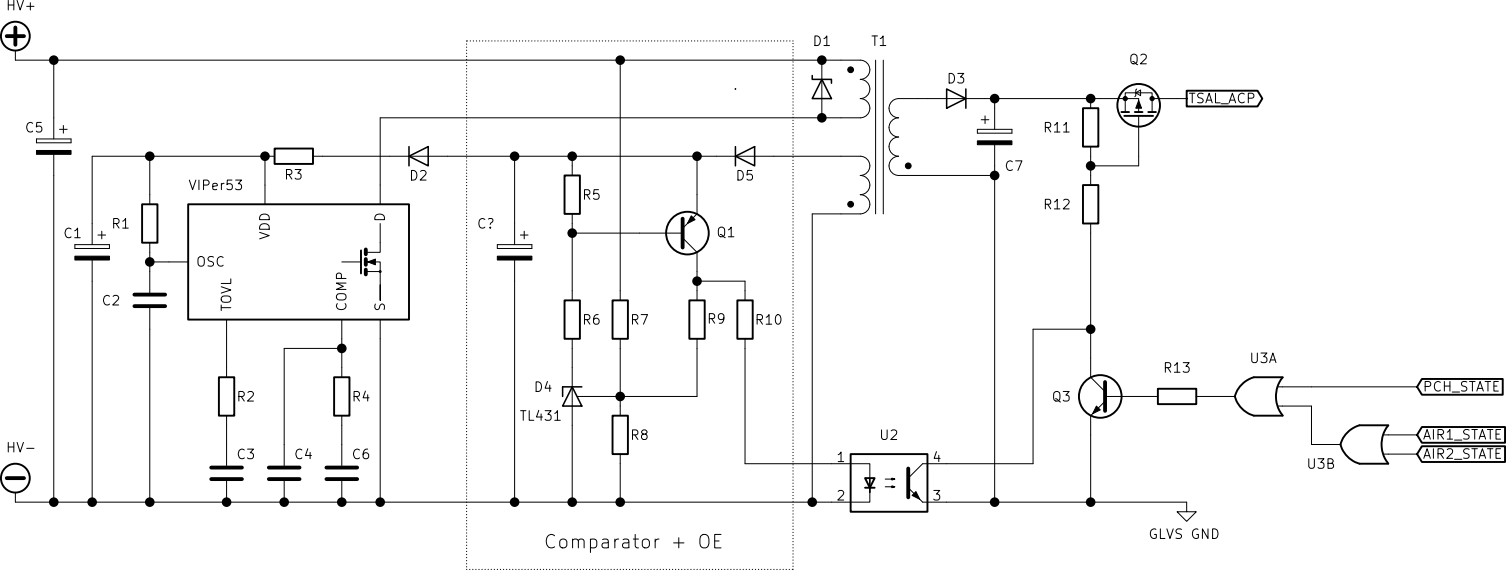 HV+
D1
T1
Q2
D3
TSAL_ACP
C5
+
+
R11
C7
R3
D2
D5
VIPer53
R5
R12
R1
C1
+
VDD
D
C?
+
Q1
OSC
C2
TOVL
COMP
S
R6
R7
R9
R10
U3A
R13
PCH_STATE
R2
R4
D4
TL431
Q3
R8
U2
AIR1_STATE
AIR2_STATE
U3B
HV-
C3
C4
C6
1
4
2
3
GLVS GND
Comparator + OE